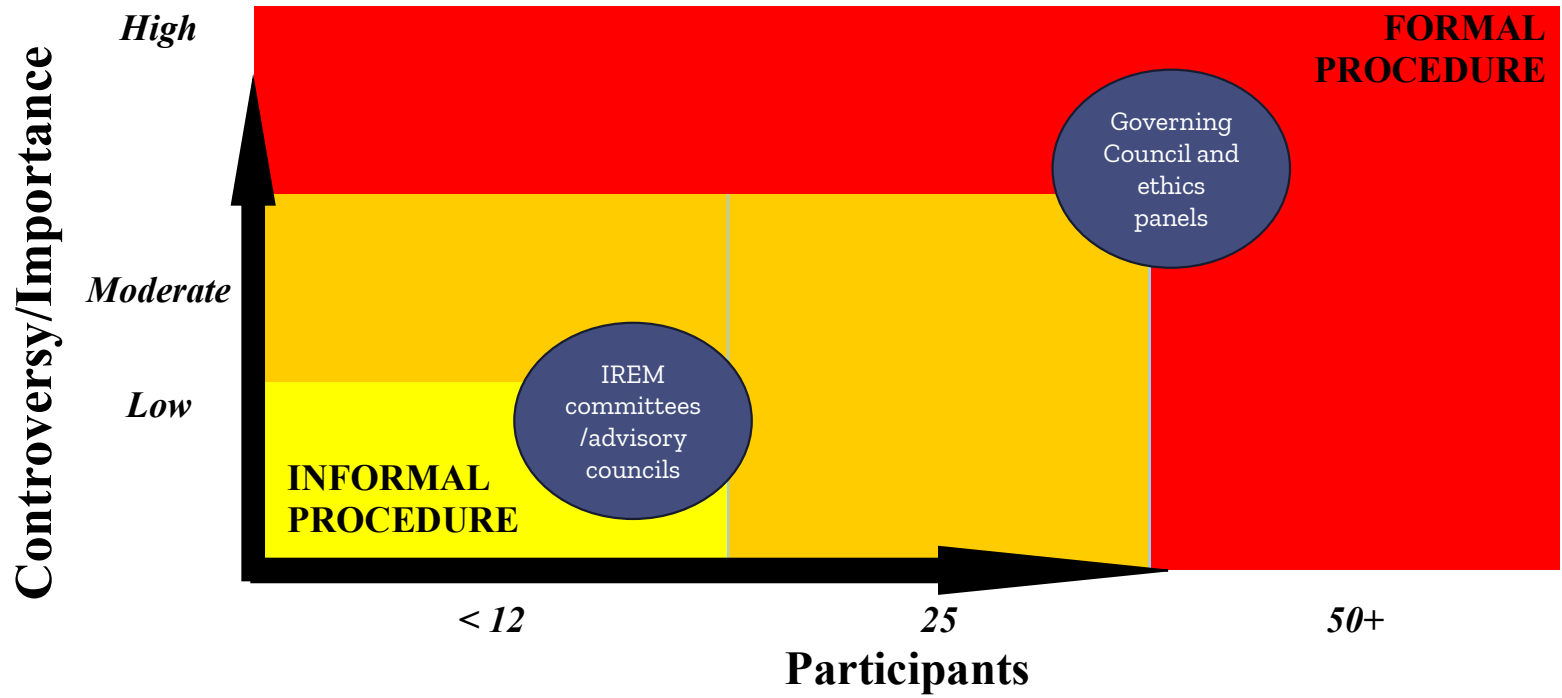 High
FORMAL
PROCEDURE
Controversy/Importance
Governing
Council and
ethics
panels
Moderate
IREM
committees
/advisory
councils
Low
INFORMAL
PROCEDURE
< 12
25
50+
Participants